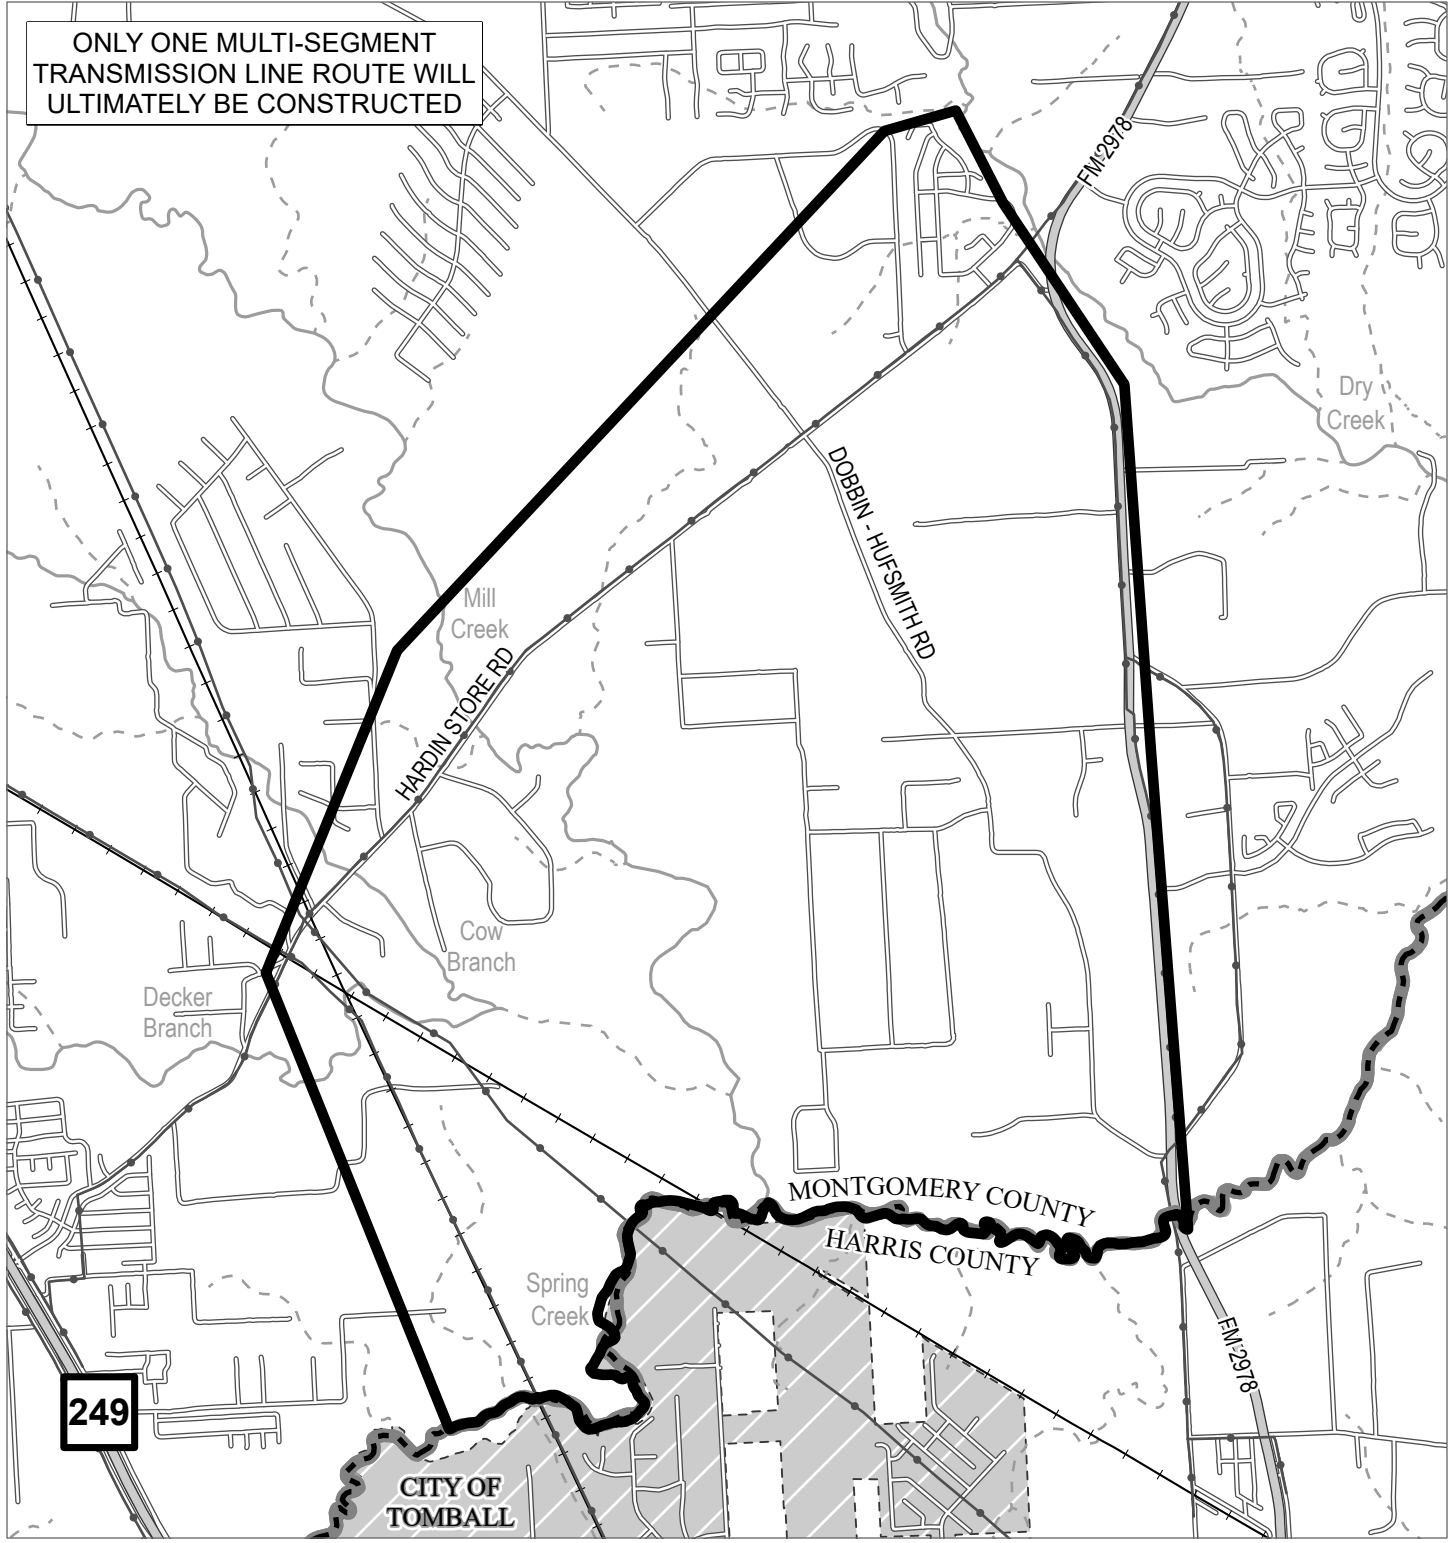 ONLY ONE MULTI-SEGMENT
TRANSMISSION LINE ROUTE WILL
ULTIMATELY BE CONSTRUCTED
FM 2978
Dry
Creek
DOBBIN - HUFSMITH RD
Mill
Creek
HARDIN STORE RD
Cow
Branch
Decker
Branch
MONTGOMERY COUNTY
HARRIS COUNTY
Spring
Creek
FM 2978
249
CITY OF
TOMBALL